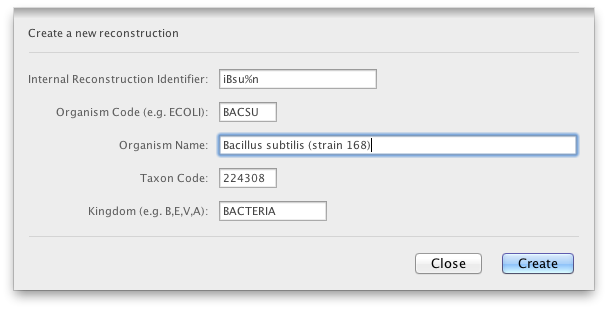 Create a new reconstruction
Internal Reconstruction Identifier: iBsu%n
Organism Code (e.g. ECOLI): BACSU
Organism Name: Bacillus subtilis (strain 168)
Taxon Code: 224308
Kingdom (e.g. B,E,V,A): BACTERIA
Close Create